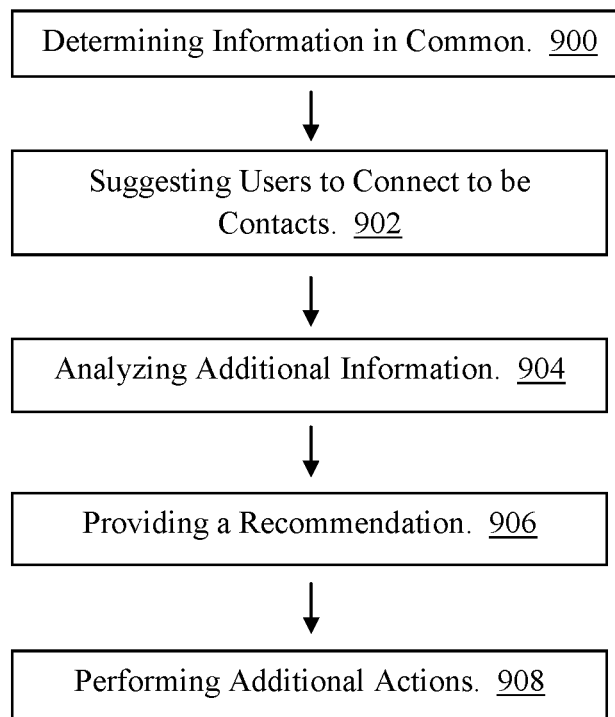 Determining Information in Common. 900
Suggesting Users to Connect to be
Contacts. 902
Analyzing Additional Information. 904
Providing a Recommendation. 906
Performing Additional Actions. 908